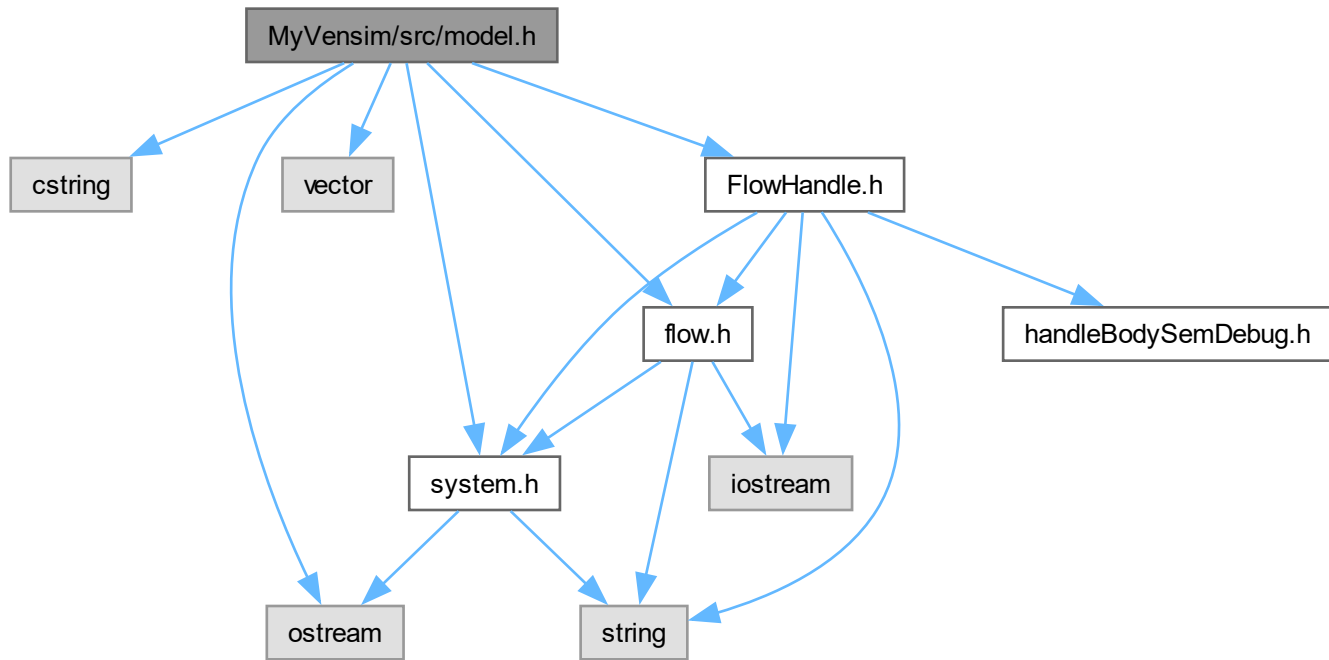 MyVensim/src/model.h
cstring
vector
FlowHandle.h
flow.h
handleBodySemDebug.h
system.h
iostream
ostream
string